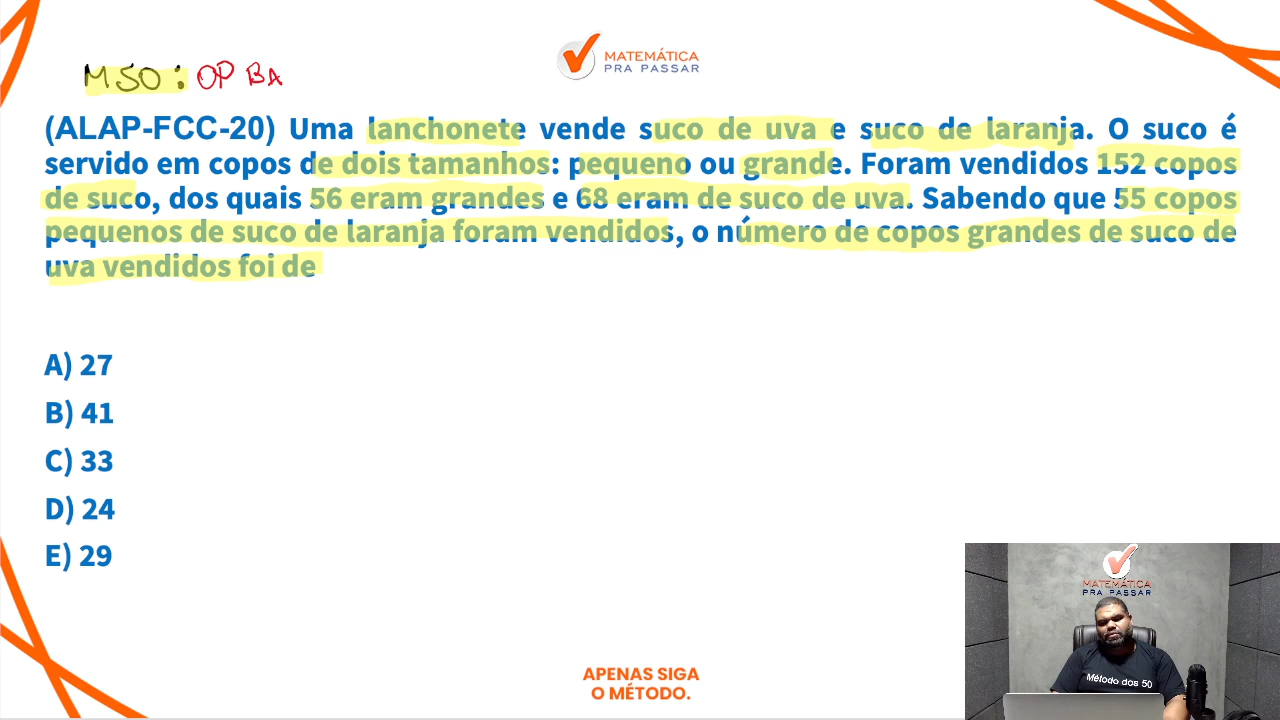 MATEMÁTICA
PRA PASSAR
M50: OP BA
(ALAP-FCC-20) Uma lanchonete vende suco de uva e suco de laranja. O suco é
servido em copos de dois tamanhos: pequeno ou grande. Foram vendidos 152 copos
de suco, dos quais 56 eram grandes e 68 eram de suco de uva. Sabendo que 55 copos
pequenos de suco de laranja foram vendidos, o número de copos grandes de suco de
uva vendidos foi de
A) 27
B) 41
C) 33
D) 24
E) 29
MATEMÁTICA
PRA PASSAR
Método dos 50
APENAS SIGA
O MÉTODO.